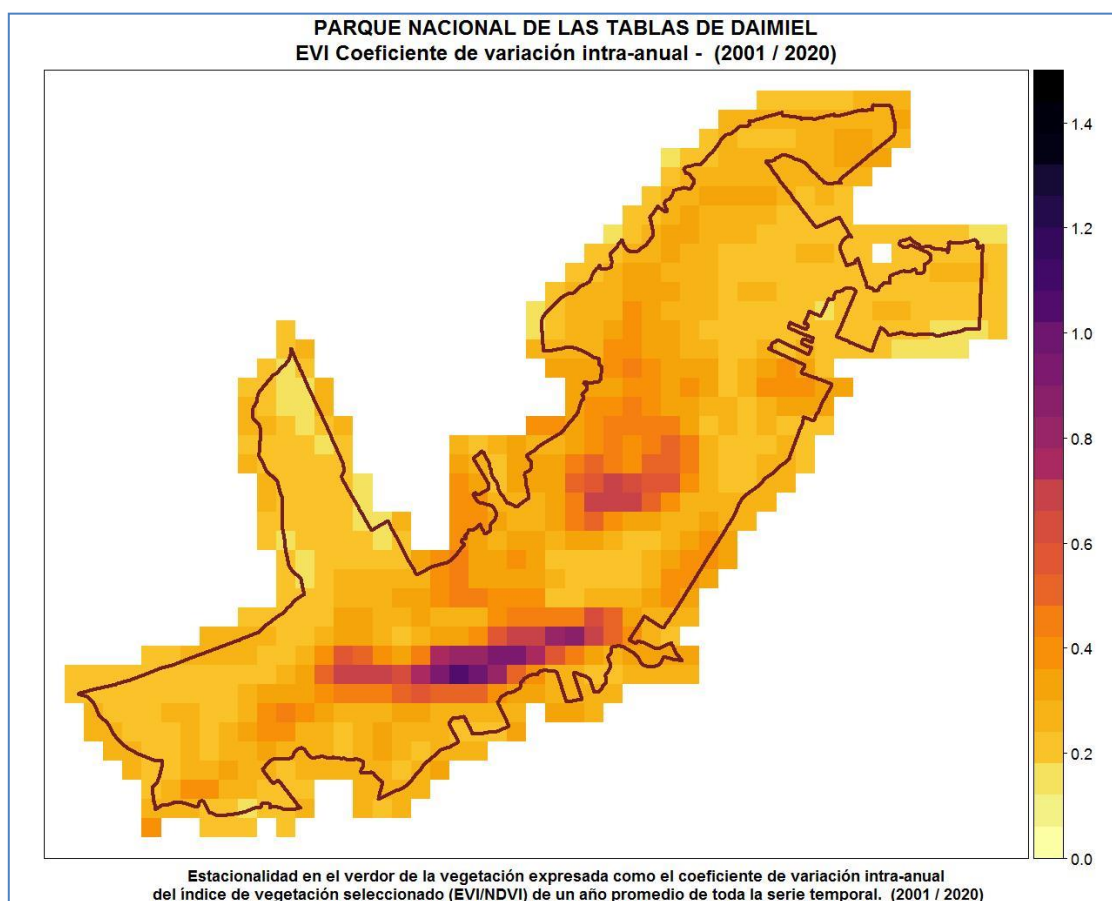 PARQUE NACIONAL DE LAS TABLAS DE DAIMIEL
EVI Coeficiente de variación intra-anual - (2001 / 2020)
1.4
1.2
1.0
0.8
0.6
0.4
0.2
0.0
Estacionalidad en el verdor de la vegetación expresada como el coeficiente de variación intra-anual
del índice de vegetación seleccionado (EVI/NDVI) de un año promedio de toda la serie temporal. (2001 / 2020)